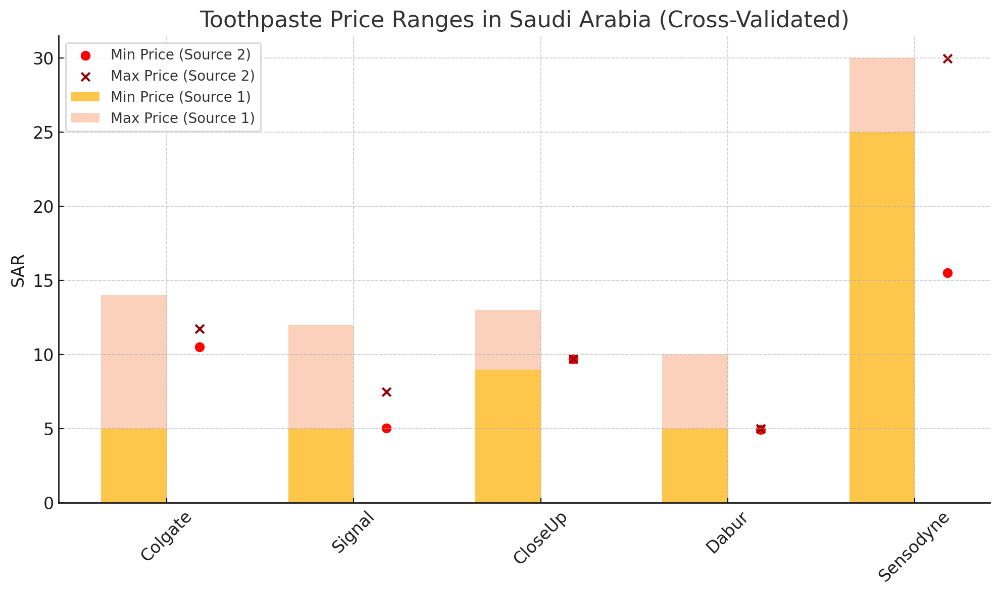 Toothpaste Price Ranges in Saudi Arabia (Cross-Validated)
Min Price (Source 2)
Max Price (Source 2)
Min Price (Source 1)
Max Price (Source 1)
SAR
30
25
20
15
10
5
0
Colgate
Signal
CloseUp
Dabur
Sensodyne